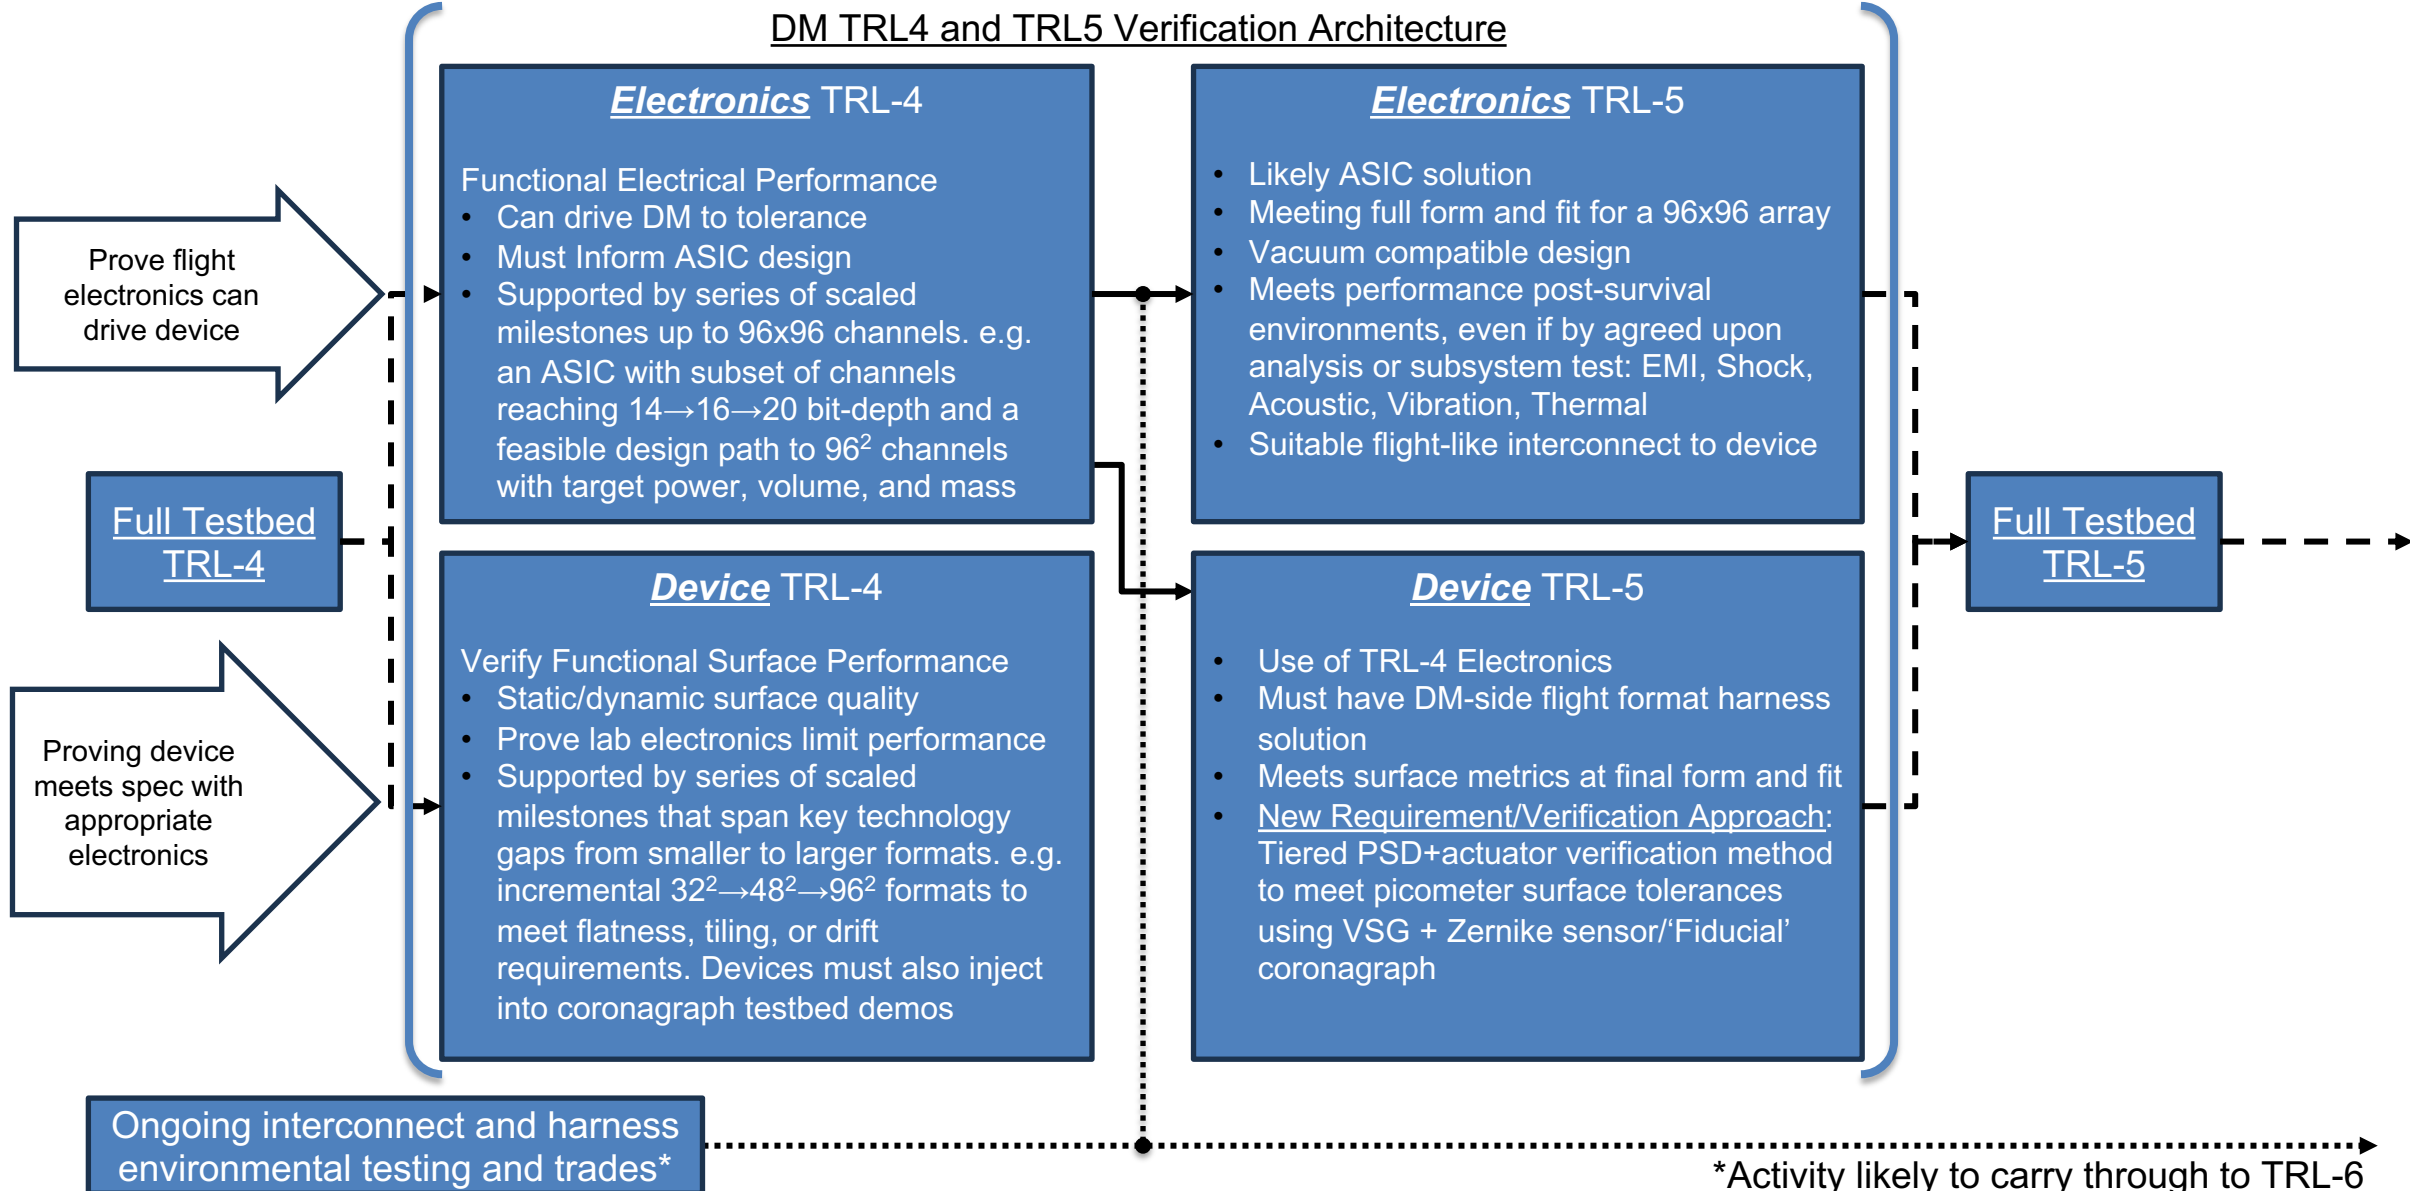 DM TRL4 and TRL5 Verification Architecture
Prove flight
electronics can
drive device
Full Testbed
TRL-4
Proving device
meets spec with
appropriate
electronics
Electronics TRL-4
Functional Electrical Performance
• Can drive DM to tolerance
• Must Inform ASIC design
• Supported by series of scaled
milestones up to 96x96 channels. e.g.
an ASIC with subset of channels
reaching 14→16→20 bit-depth and a
feasible design path to 96² channels
with target power, volume, and mass
Device TRL-4
Verify Functional Surface Performance
• Static/dynamic surface quality
• Prove lab electronics limit performance
• Supported by series of scaled
milestones that span key technology
gaps from smaller to larger formats. e.g.
incremental 32²→48²→96² formats to
meet flatness, tiling, or drift
requirements. Devices must also inject
into coronagraph testbed demos
Electronics TRL-5
• Likely ASIC solution
• Meeting full form and fit for a 96x96 array
• Vacuum compatible design
• Meets performance post-survival
environments, even if by agreed upon
analysis or subsystem test: EMI, Shock,
Acoustic, Vibration, Thermal
• Suitable flight-like interconnect to device
Device TRL-5
• Use of TRL-4 Electronics
• Must have DM-side flight format harness
solution
• Meets surface metrics at final form and fit
• New Requirement/Verification Approach:
Tiered PSD+actuator verification method
to meet picometer surface tolerances
using VSG + Zernike sensor/‘Fiducial’
coronagraph
Full Testbed
TRL-5
Ongoing interconnect and harness
environmental testing and trades*
*Activity likely to carry through to TRL-6